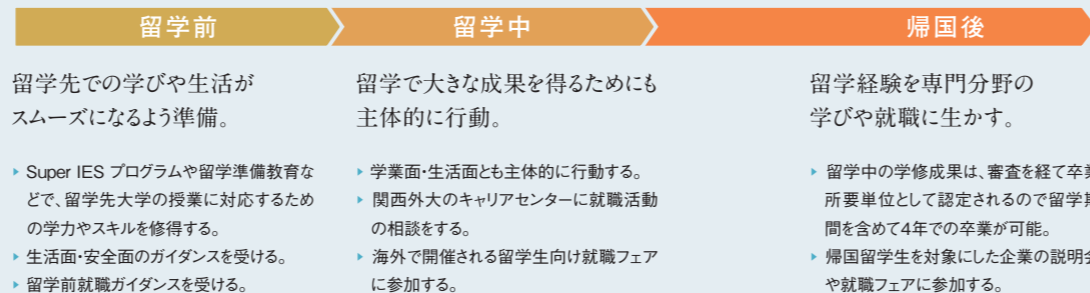 留学前
留学中
帰国後
留学先での学びや生活が
スムーズになるよう準備。
▸ Super IES プログラムや留学準備教育な
どで、留学先大学の授業に対応するため
の学力やスキルを修得する。
▸ 生活面・安全面のガイダンスを受ける。
▸ 留学前就職ガイダンスを受ける。
留学で大きな成果を得るためにも
主体的に行動。
▸ 学業面・生活面とも主体的に行動する。
▸ 関西外大のキャリアセンターに就職活動
の相談をする。
▸ 海外で開催される留学生向け就職フェア
に参加する。
留学経験を専門分野の
学びや就職に生かす。
▸ 留学中の学修成果は、審査を経て卒業
所要単位として認定されるので留学期
間を含めて4年での卒業が可能。
▸ 帰国留学生を対象にした企業の説明会
や就職フェアに参加する。